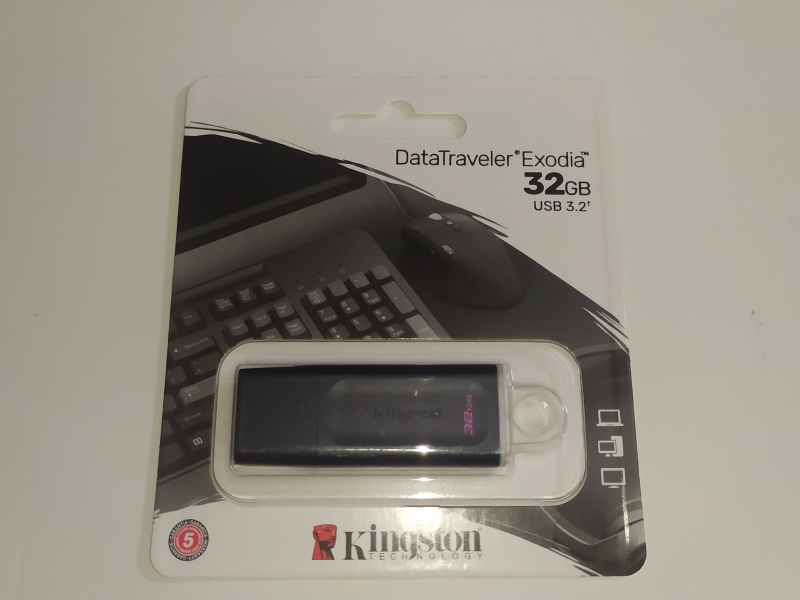 DataTraveler® Exodia™
32GB
USB 3.2†
Kingston
32GB
5
Kingston
TECHNOLOGY